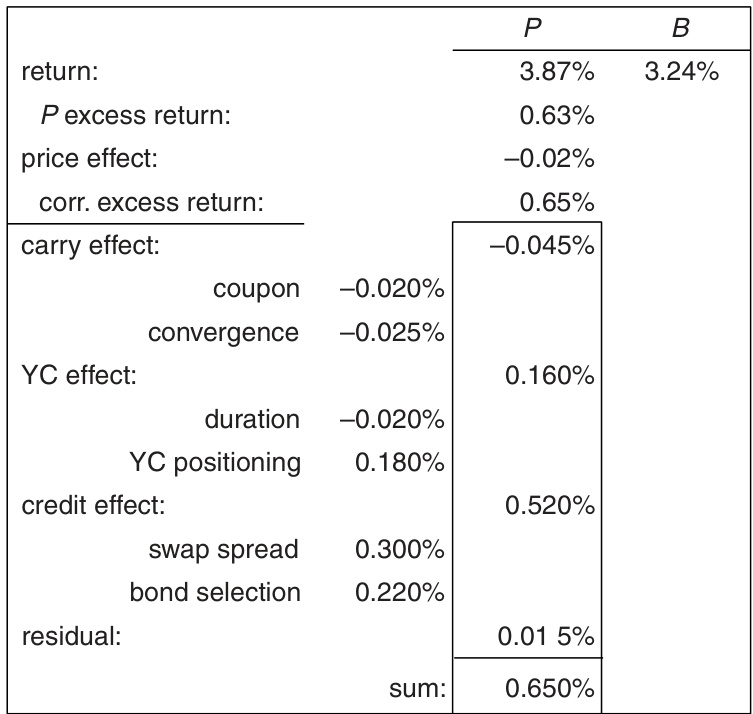 P B
return: 3.87% 3.24%
P excess return: 0.63%
price effect: –0.02%
corr. excess return: 0.65%
carry effect: –0.045%
coupon –0.020%
convergence –0.025%
YC effect: 0.160%
duration –0.020%
YC positioning 0.180%
credit effect: 0.520%
swap spread 0.300%
bond selection 0.220%
residual: 0.01 5%
sum: 0.650%